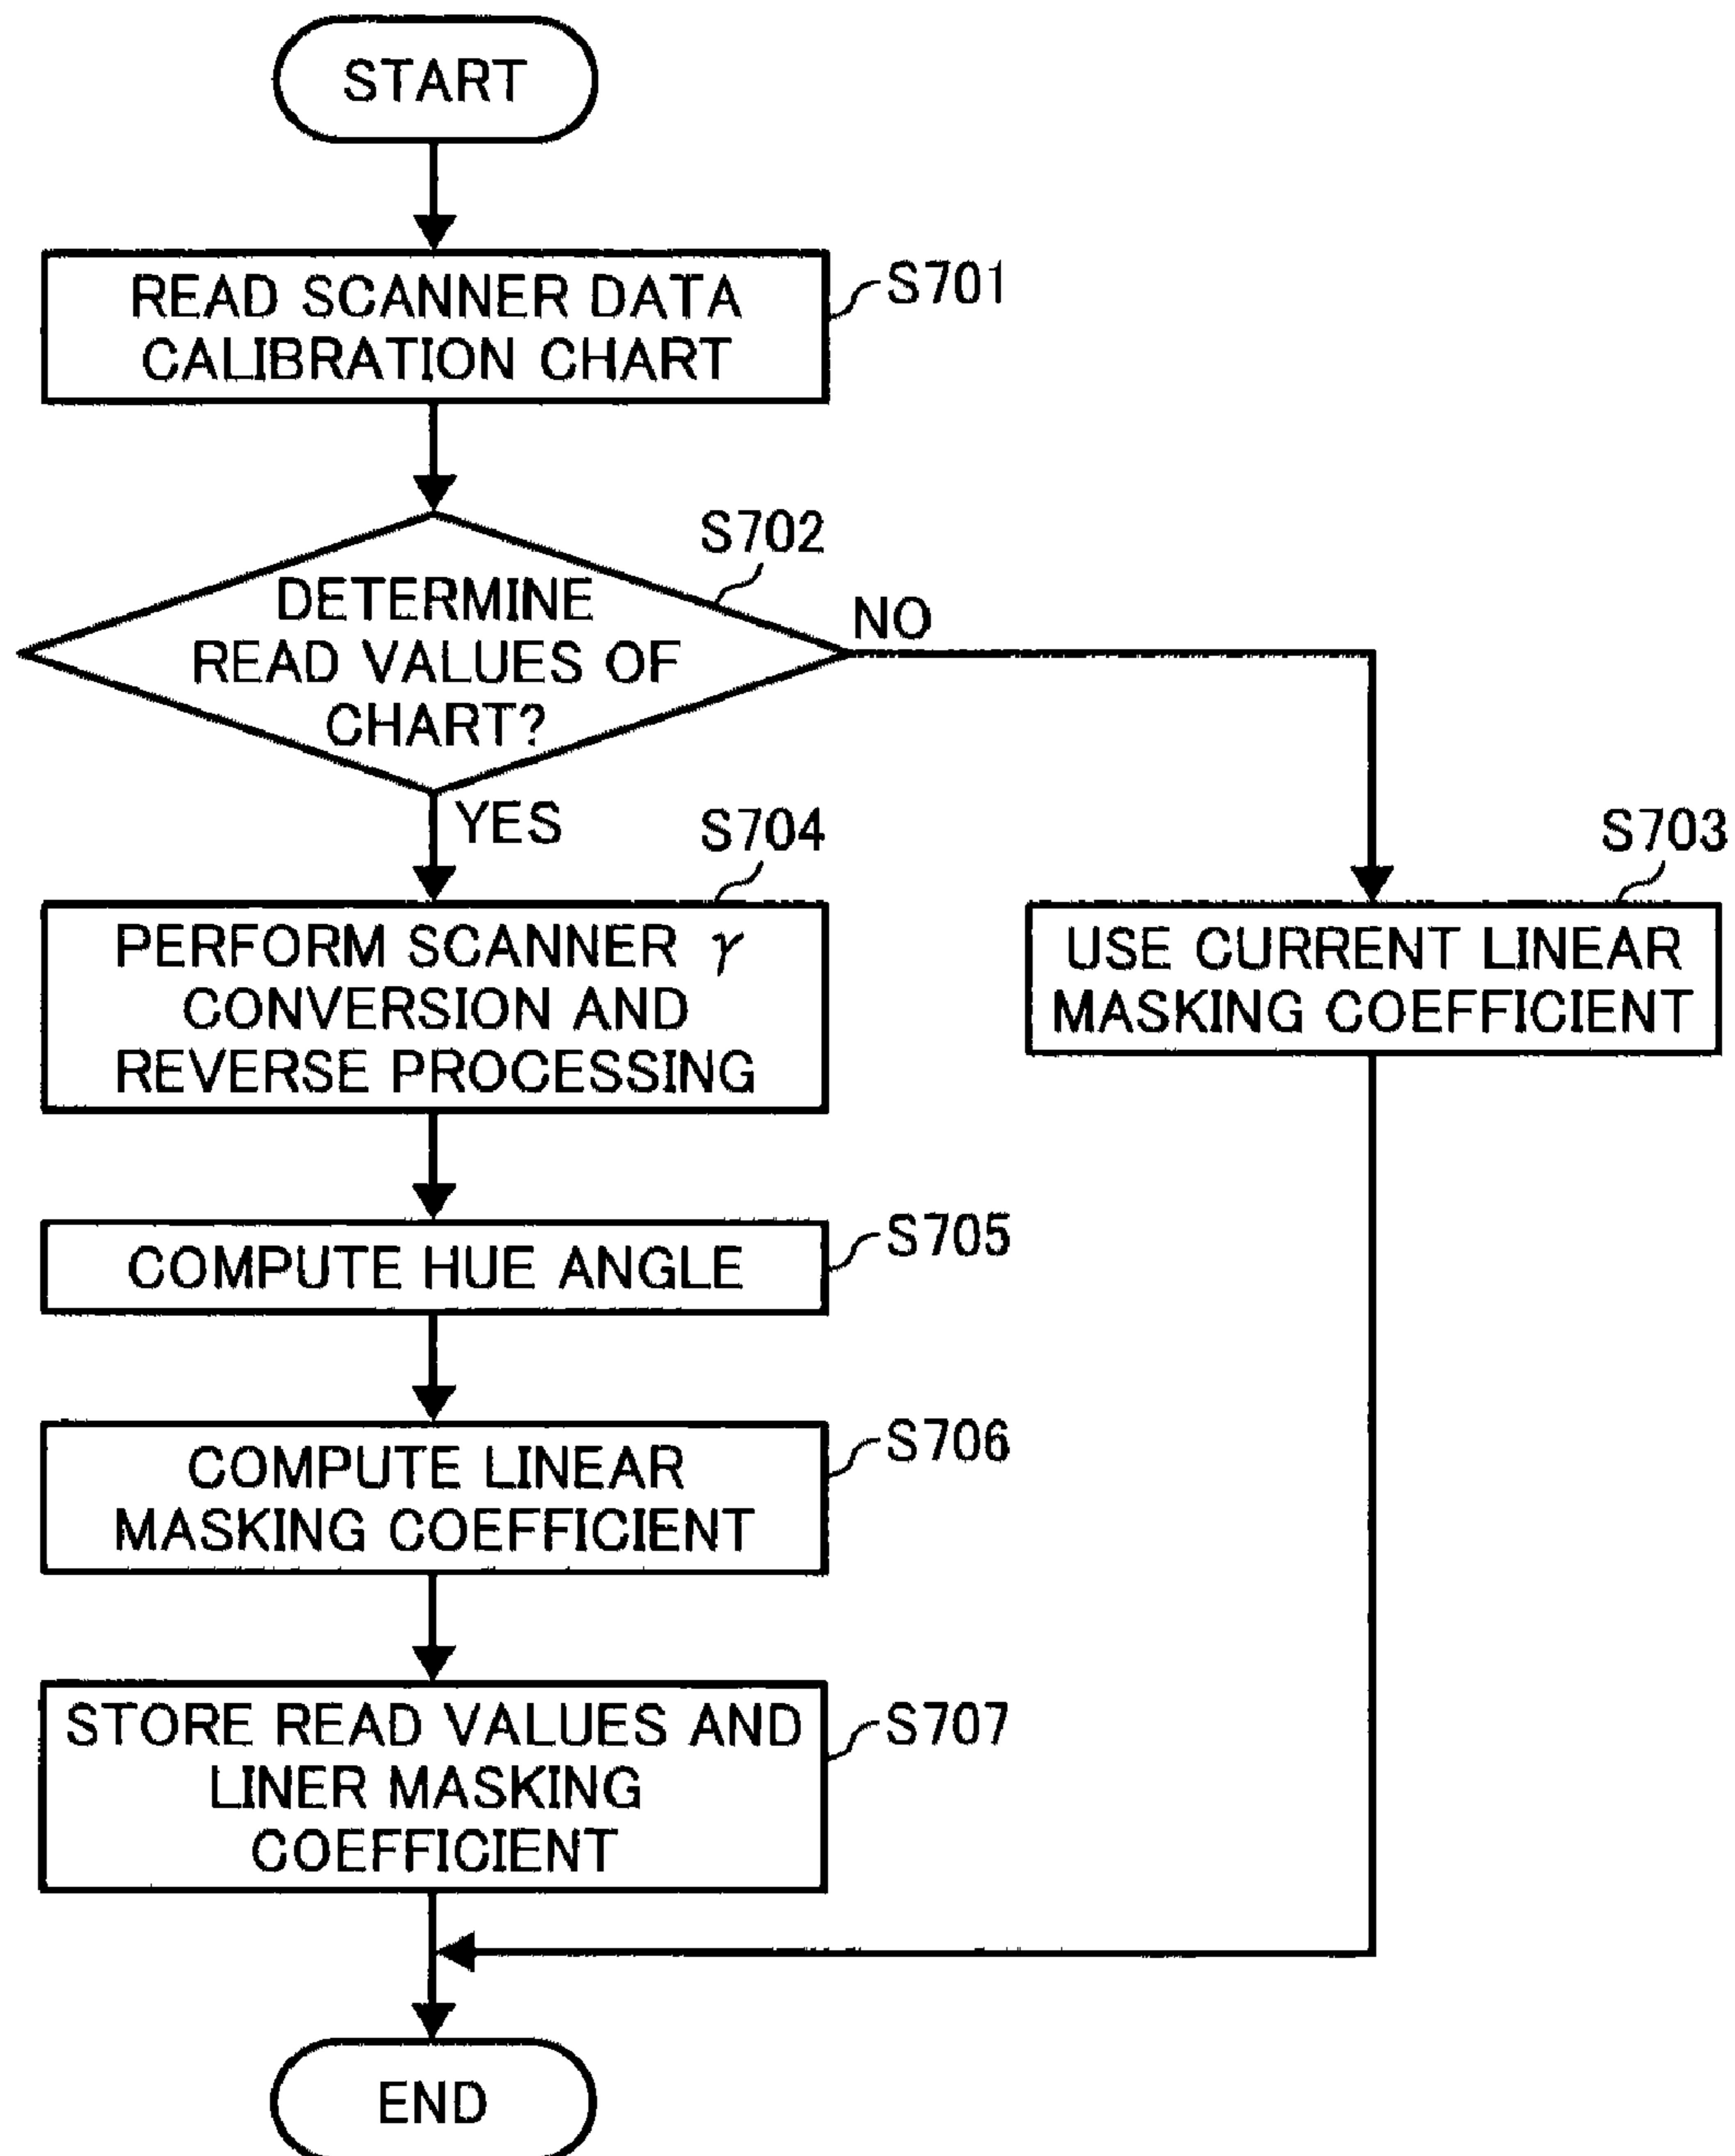 START
READ SCANNER DATA
CALIBRATION CHART
S701
S702
DETERMINE
READ VALUES OF
CHART?
NO
YES
S704
PERFORM SCANNER γ
CONVERSION AND
REVERSE PROCESSING
S703
USE CURRENT LINEAR
MASKING COEFFICIENT
COMPUTE HUE ANGLE
S705
COMPUTE LINEAR
MASKING COEFFICIENT
S706
STORE READ VALUES AND
LINER MASKING
COEFFICIENT
S707
END